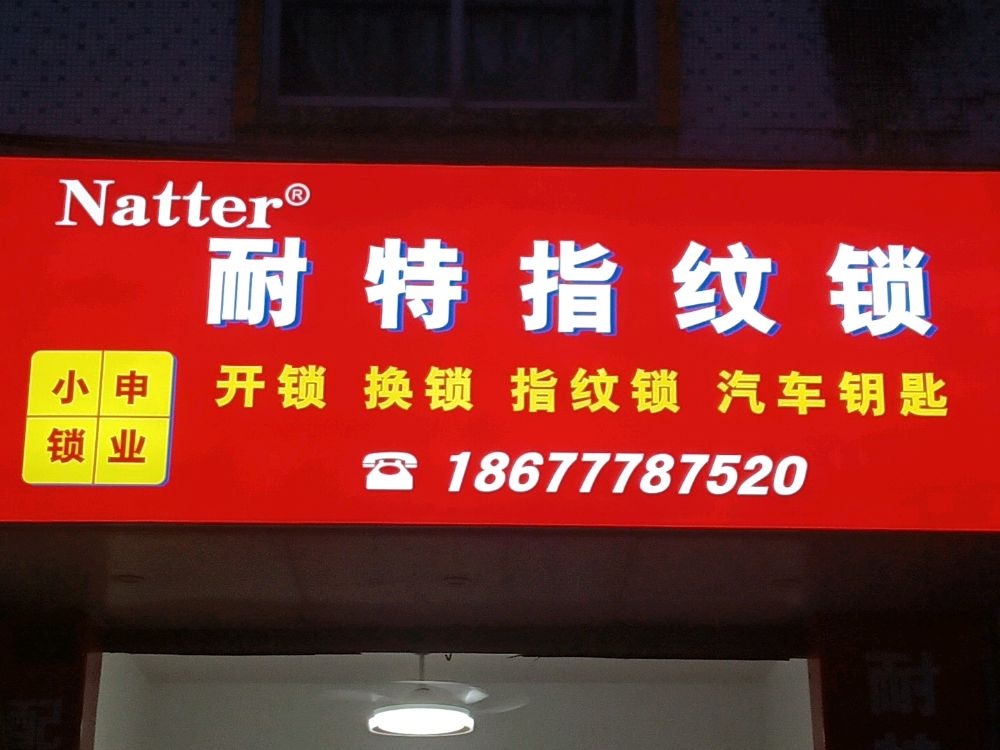 Natter®
耐特指纹锁
小申
锁业
开锁 换锁 指纹锁 汽车钥匙
18677787520